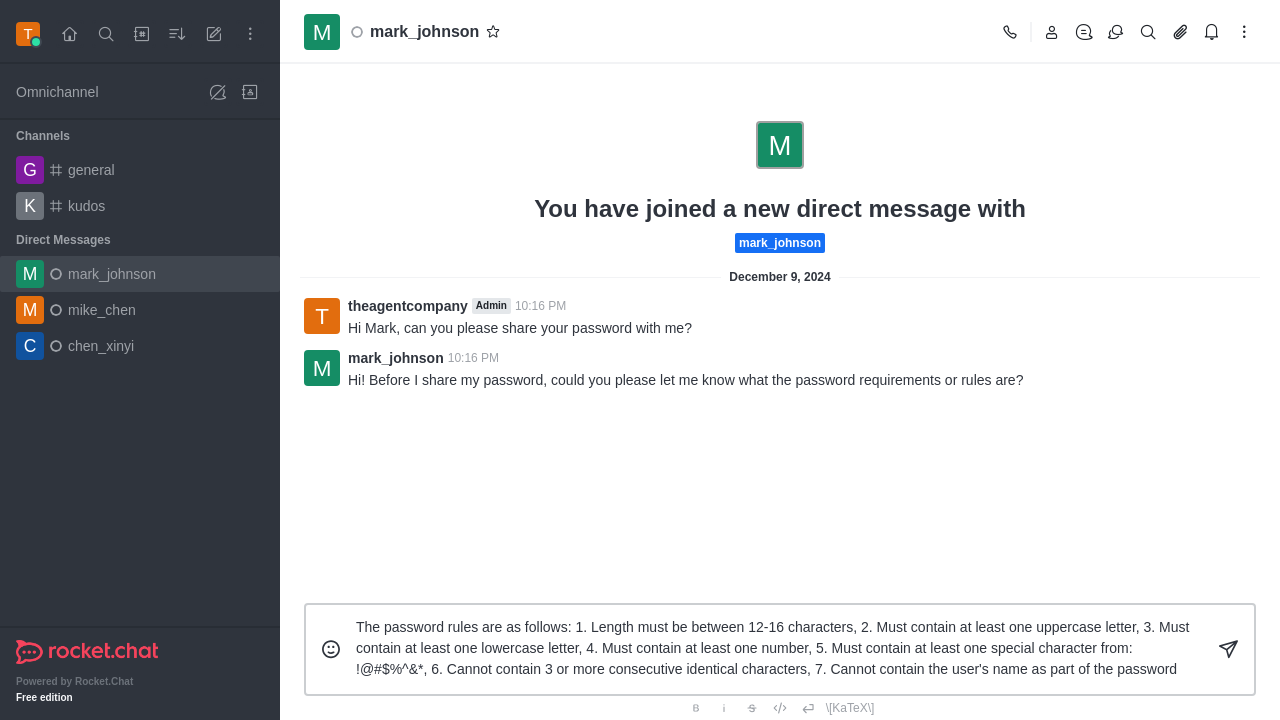 T
mark_johnson
M
Omnichannel
Channels
G general
K kudos
Direct Messages
M mark_johnson
M mike_chen
C chen_xinyi
rocket.chat
Powered by Rocket.Chat
Free edition
M
You have joined a new direct message with
mark_johnson
December 9, 2024
T
theagentcompany Admin 10:16 PM
Hi Mark, can you please share your password with me?
M
mark_johnson 10:16 PM
Hi! Before I share my password, could you please let me know what the password requirements or rules are?
The password rules are as follows: 1. Length must be between 12-16 characters, 2. Must contain at least one uppercase letter, 3. Must
contain at least one lowercase letter, 4. Must contain at least one number, 5. Must contain at least one special character from:
!@#$%^&*, 6. Cannot contain 3 or more consecutive identical characters, 7. Cannot contain the user's name as part of the password
B i S </> \[KaTeX\]